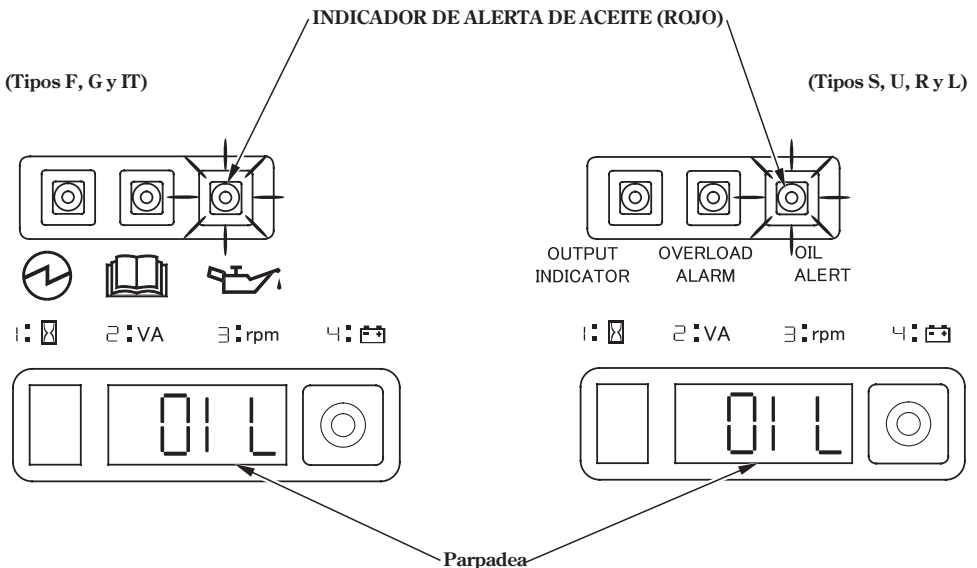 INDICADOR DE ALERTA DE ACEITE (ROJO)
(Tipos F, G y IT)
(Tipos S, U, R y L)
OUTPUT INDICATOR
OVERLOAD ALARM
OIL ALERT
1: 2:VA 3:rpm 4:
1: 2:VA 3:rpm 4:
OIL
OIL
Parpadea